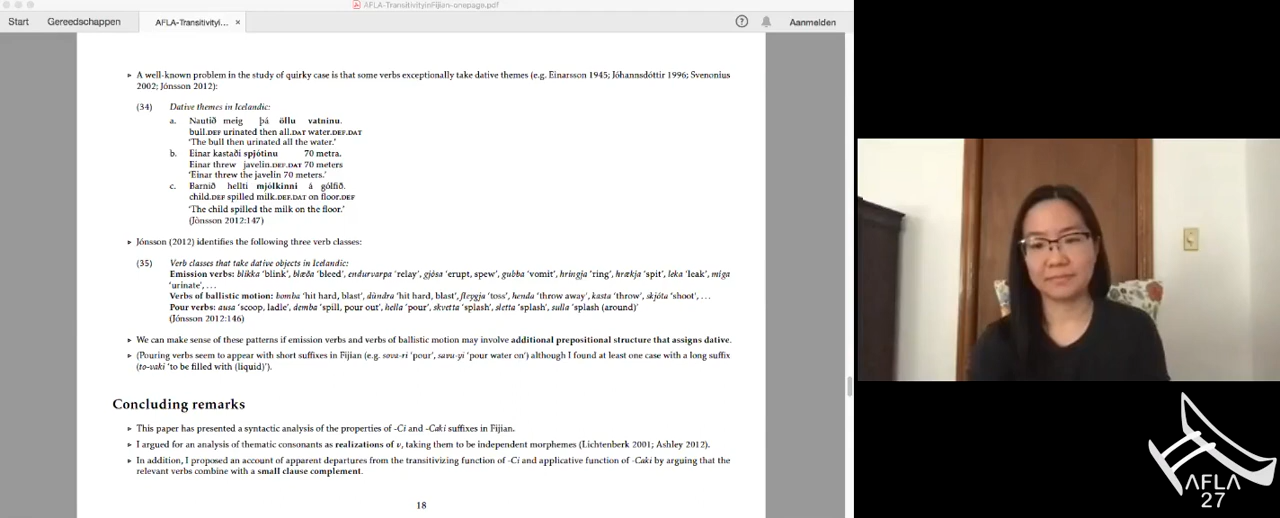 AFLA-TransitivityinFijian-onepage.pdf
Start Gereedschappen AFLA-Transitivityi... × Aanmelden
▸ A well-known problem in the study of quirky case is that some verbs exceptionally take dative themes (e.g. Einarsson 1945; Jóhannsdóttir 1996; Svenonius
2002; Jónsson 2012):
(34) Dative themes in Icelandic:
a. Nautið meig þá öllu vatninu.
bull.DEF urinated then all.DAT water.DEF.DAT
'The bull then urinated all the water.'
b. Einar kastaði spjótinu 70 metra.
Einar threw javelin.DEF.DAT 70 meters
'Einar threw the javelin 70 meters.'
c. Barnið hellti mjólkinni á gólfið.
child.DEF spilled milk.DEF.DAT on floor.DEF
'The child spilled the milk on the floor.'
(Jónsson 2012:147)
▸ Jónsson (2012) identifies the following three verb classes:
(35) Verb classes that take dative objects in Icelandic:
Emission verbs: blikka 'blink', blæða 'bleed', endurvarpa 'relay', gjósa 'erupt, spew', gubba 'vomit', hringja 'ring', hrækja 'spit', leka 'leak', míga
'urinate', ...
Verbs of ballistic motion: bomba 'hit hard, blast', dúndra 'hit hard, blast', fleygja 'toss', henda 'throw away', kasta 'throw', skjóta 'shoot', ...
Pour verbs: ausa 'scoop, ladle', demba 'spill, pour out', hella 'pour', skvetta 'splash', sletta 'splash', sulla 'splash (around)'
(Jónsson 2012:146)
▸ We can make sense of these patterns if emission verbs and verbs of ballistic motion may involve additional prepositional structure that assigns dative.
▸ (Pouring verbs seem to appear with short suffixes in Fijian (e.g. sova-ri 'pour', savu-yi 'pour water on') although I found at least one case with a long suffix
(to-vaki 'to be filled with (liquid)').
Concluding remarks
▸ This paper has presented a syntactic analysis of the properties of -Ci and -Caki suffixes in Fijian.
▸ I argued for an analysis of thematic consonants as realizations of v, taking them to be independent morphemes (Lichtenberk 2001; Ashley 2012).
▸ In addition, I proposed an account of apparent departures from the transitivizing function of -Ci and applicative function of -Caki by arguing that the
relevant verbs combine with a small clause complement.
18
AFLA
27